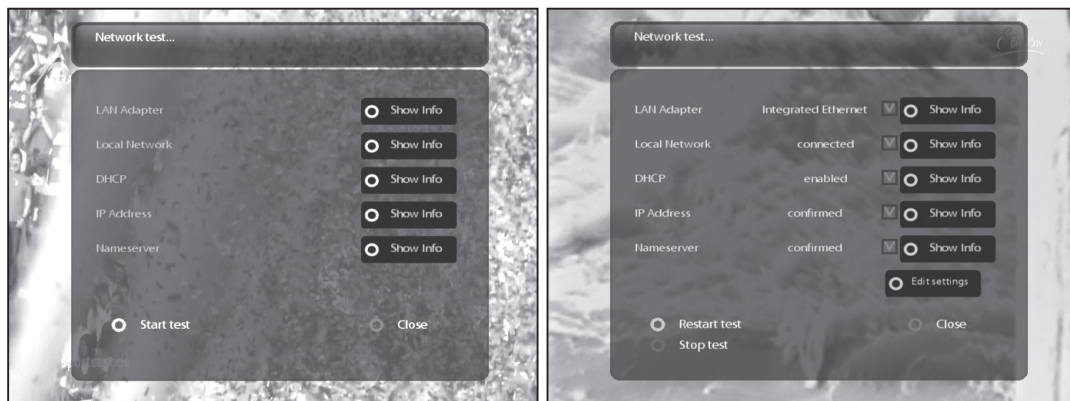 Network test...
LAN Adapter Show Info
Local Network Show Info
DHCP Show Info
IP Address Show Info
Nameserver Show Info
Start test Close
Network test...
LAN Adapter Integrated Ethernet Show Info
Local Network connected Show Info
DHCP enabled Show Info
IP Address confirmed Show Info
Nameserver confirmed Show Info
Edit settings
Restart test Close
Stop test